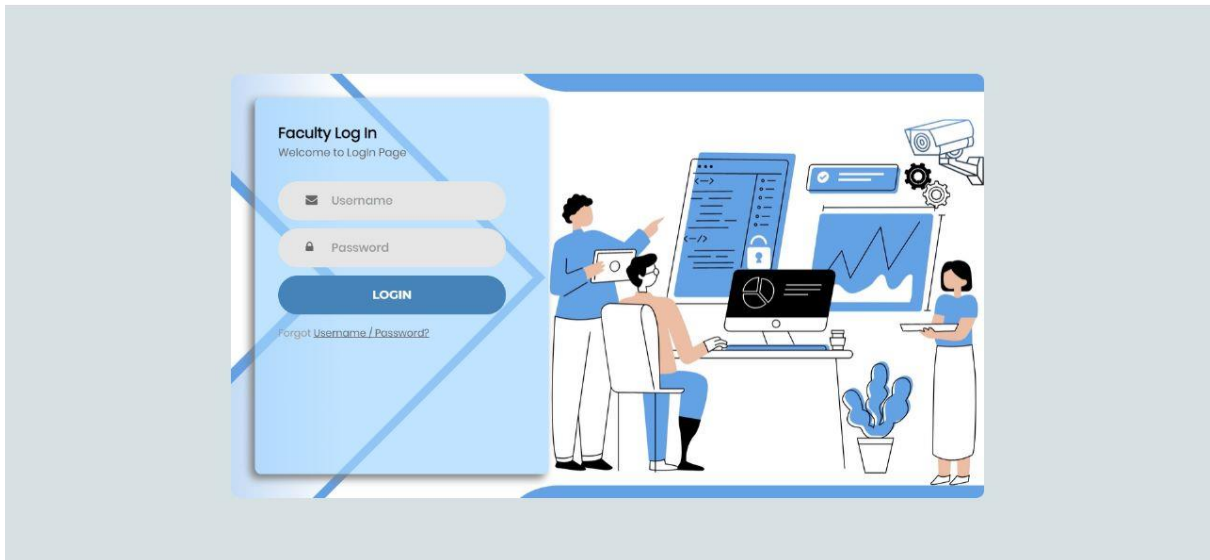 Faculty Log In
Welcome to Login Page
Username
Password
LOGIN
Forgot Username / Password?